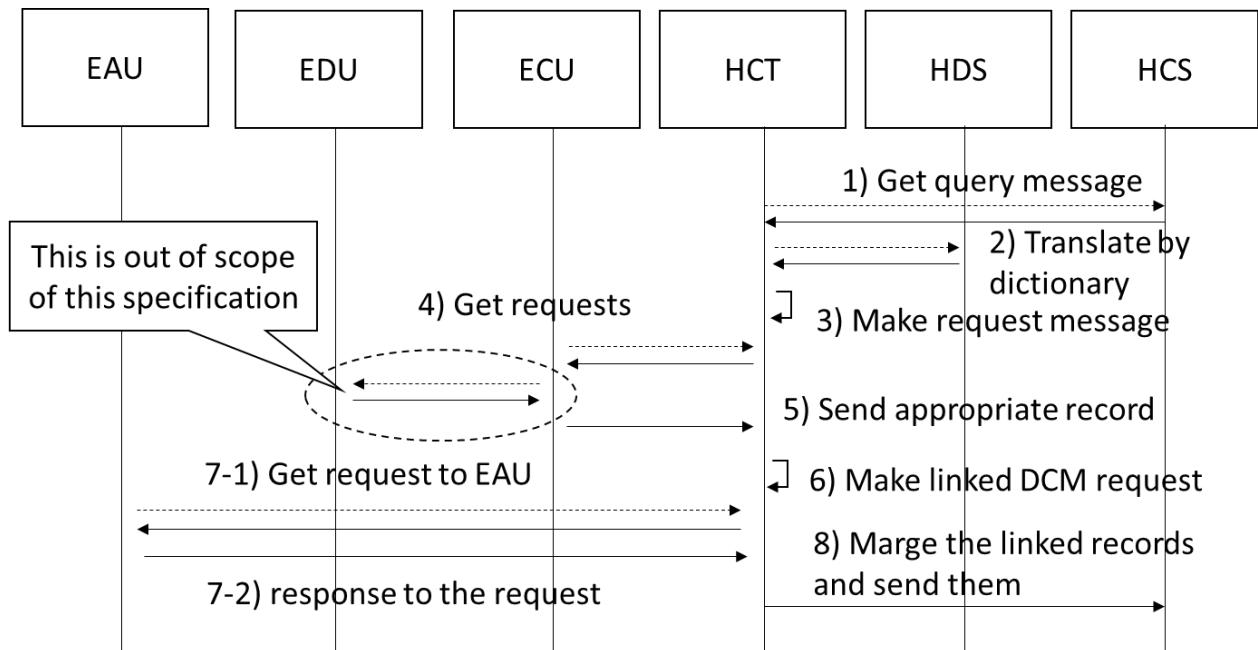 EAU
EDU
ECU
HCT
HDS
HCS
1) Get query message
This is out of scope
of this specification
2) Translate by
dictionary
4) Get requests
3) Make request message
5) Send appropriate record
7-1) Get request to EAU
6) Make linked DCM request
8) Marge the linked records
and send them
7-2) response to the request